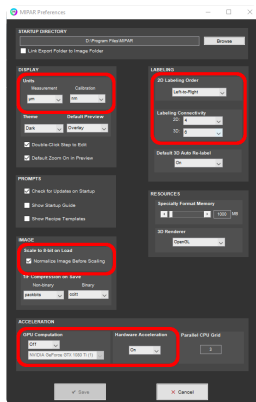 MIPAR Preferences
STARTUP DIRECTORY
D:\Program Files\MIPAR
Browse
Link Export Folder to Image Folder
DISPLAY
Units
Measurement Calibration
µm nm
Theme Default Preview
Dark Overlay
Double-Click Step to Edit
Default Zoom On in Preview
LABELING
2D Labeling Order
Left-to-Right
Labeling Connectivity
2D: 4
3D: 6
Default 3D Auto Re-label
On
PROMPTS
Check for Updates on Startup
Show Startup Guide
Show Recipe Templates
RESOURCES
Specialty Format Memory
1000 MB
3D Renderer
OpenGL
IMAGE
Scale to 8-bit on Load
Normalize Image Before Scaling
TIF Compression on Save
Non-binary Binary
packbits ccitt
ACCELERATION
GPU Computation Hardware Acceleration Parallel CPU Grid
Off On
NVIDIA GeForce GTX 1080 Ti (1)
Save Cancel